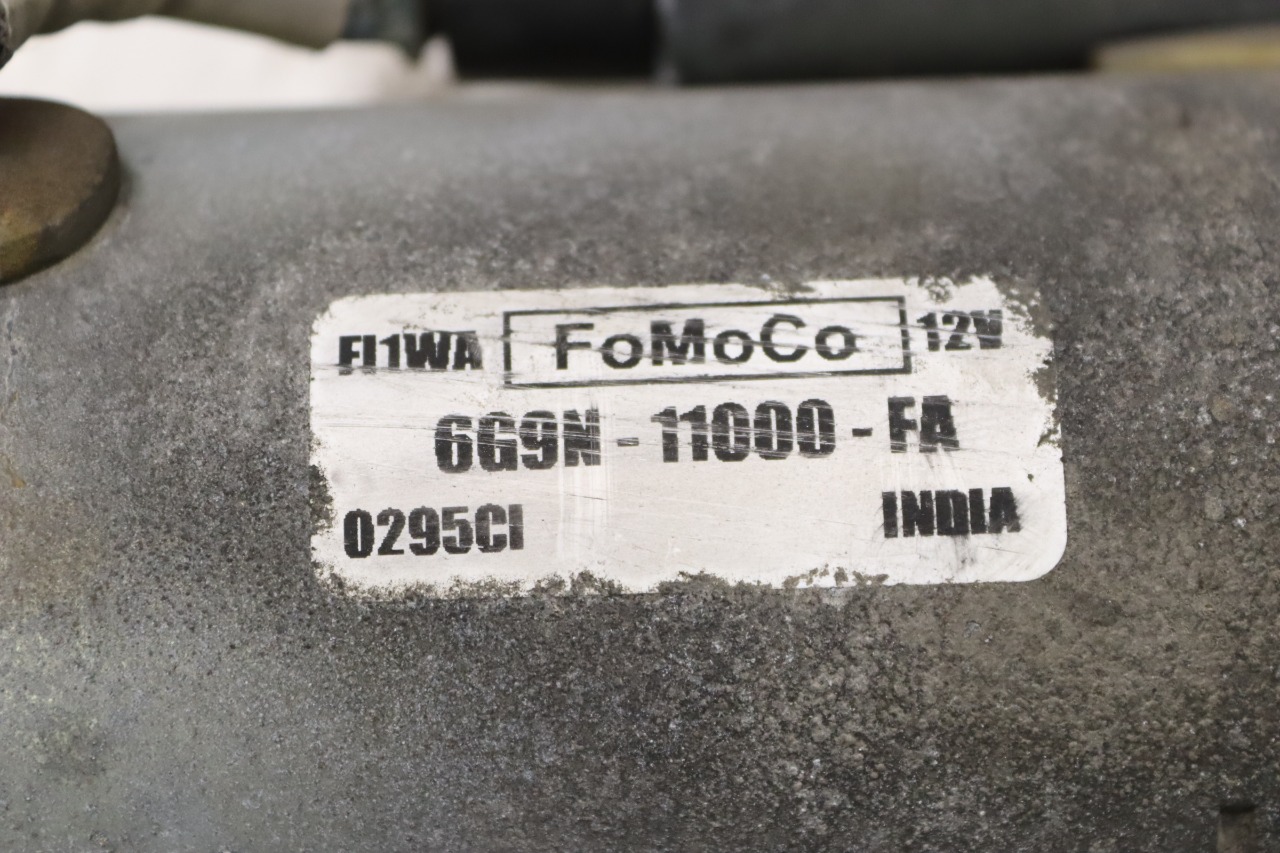 FI1WA FoMoCo 12V
6G9N - 11000 - FA
0295CI INDIA